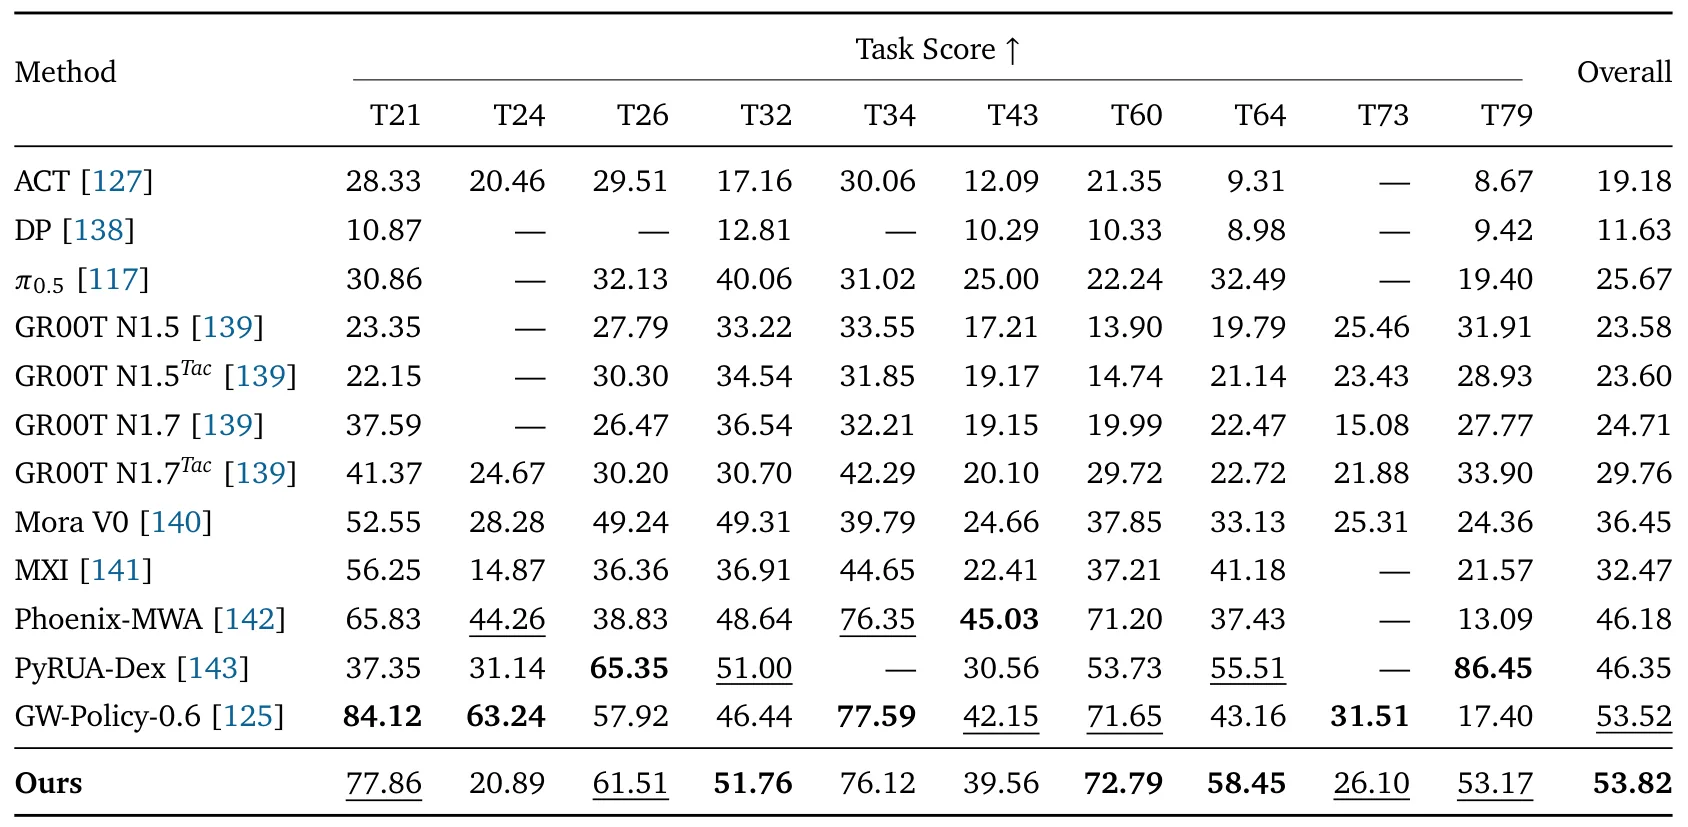 Task Score ↑
Method Overall
T21 T24 T26 T32 T34 T43 T60 T64 T73 T79
ACT [127] 28.33 20.46 29.51 17.16 30.06 12.09 21.35 9.31 — 8.67 19.18
DP [138] 10.87 — — 12.81 — 10.29 10.33 8.98 — 9.42 11.63
π0.5 [117] 30.86 — 32.13 40.06 31.02 25.00 22.24 32.49 — 19.40 25.67
GR00T N1.5 [139] 23.35 — 27.79 33.22 33.55 17.21 13.90 19.79 25.46 31.91 23.58
GR00T N1.5Tac [139] 22.15 — 30.30 34.54 31.85 19.17 14.74 21.14 23.43 28.93 23.60
GR00T N1.7 [139] 37.59 — 26.47 36.54 32.21 19.15 19.99 22.47 15.08 27.77 24.71
GR00T N1.7Tac [139] 41.37 24.67 30.20 30.70 42.29 20.10 29.72 22.72 21.88 33.90 29.76
Mora V0 [140] 52.55 28.28 49.24 49.31 39.79 24.66 37.85 33.13 25.31 24.36 36.45
MXI [141] 56.25 14.87 36.36 36.91 44.65 22.41 37.21 41.18 — 21.57 32.47
Phoenix-MWA [142] 65.83 44.26 38.83 48.64 76.35 45.03 71.20 37.43 — 13.09 46.18
PyRUA-Dex [143] 37.35 31.14 65.35 51.00 — 30.56 53.73 55.51 — 86.45 46.35
GW-Policy-0.6 [125] 84.12 63.24 57.92 46.44 77.59 42.15 71.65 43.16 31.51 17.40 53.52
Ours 77.86 20.89 61.51 51.76 76.12 39.56 72.79 58.45 26.10 53.17 53.82